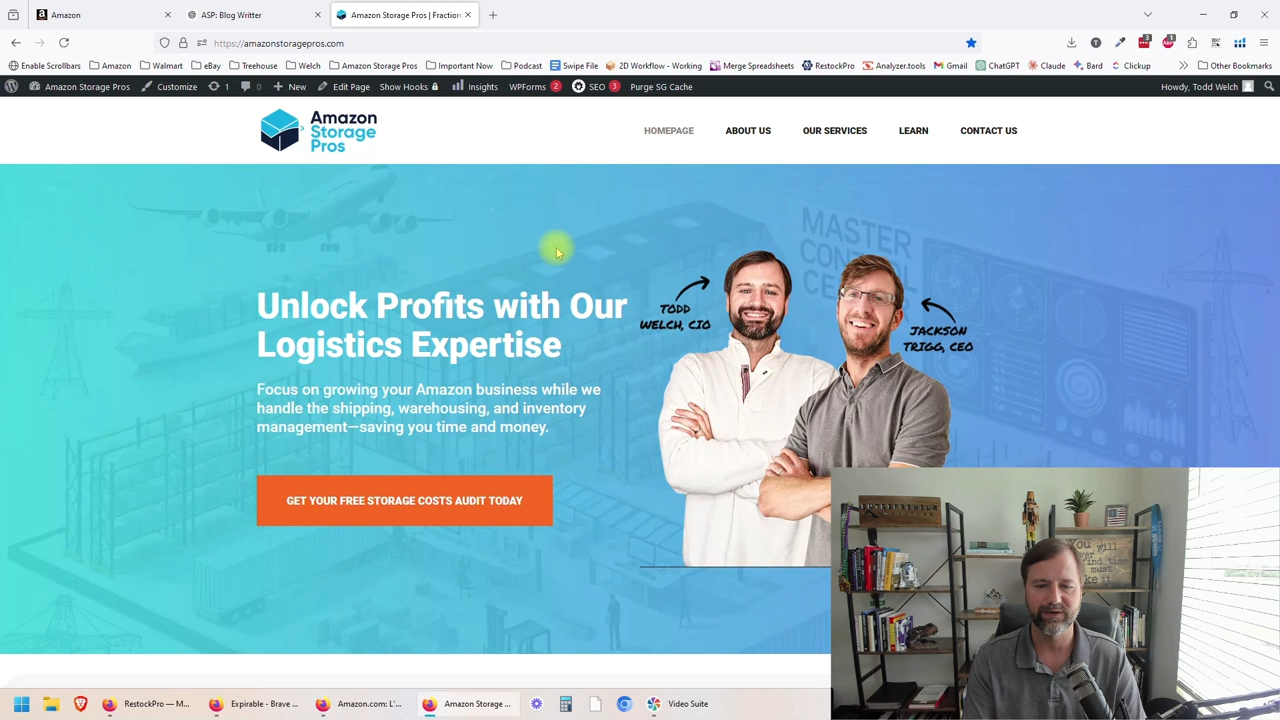 Amazon
ASP: Blog Writter
Amazon Storage Pros | Fraction
https://amazonstoragepros.com
Enable Scrollbars
Amazon
Walmart
eBay
Treehouse
Welch
Amazon Storage Pros
Important Now
Podcast
Swipe File
2D Workflow - Working
Merge Spreadsheets
RestockPro
Analyzer.tools
Gmail
ChatGPT
Claude
Bard
Clickup
Other Bookmarks
Amazon Storage Pros
Customize
1
0
New
Edit Page
Show Hooks
Insights
WPForms 2
SEO 3
Purge SG Cache
Howdy, Todd Welch
Amazon
Storage
Pros
HOMEPAGE
ABOUT US
OUR SERVICES
LEARN
CONTACT US
MASTER
CONTROL
Unlock Profits with Our
Logistics Expertise
TODD
WELCH, CIO
JACKSON
TRIGG, CEO
Focus on growing your Amazon business while we
handle the shipping, warehousing, and inventory
management—saving you time and money.
GET YOUR FREE STORAGE COSTS AUDIT TODAY
You will
time
must
RestockPro — M...
Expirable - Brave ...
Amazon.com: L'...
Amazon Storage ...
Video Suite